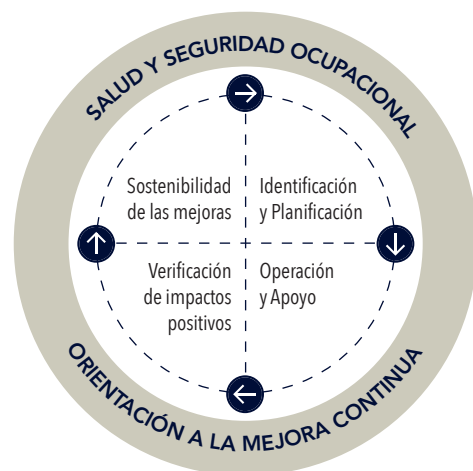 SALUD Y SEGURIDAD OCUPACIONAL
Sostenibilidad
de las mejoras
Identificación
y Planificación
Verificación
de impactos
positivos
Operación
y Apoyo
ORIENTACIÓN A LA MEJORA CONTINUA